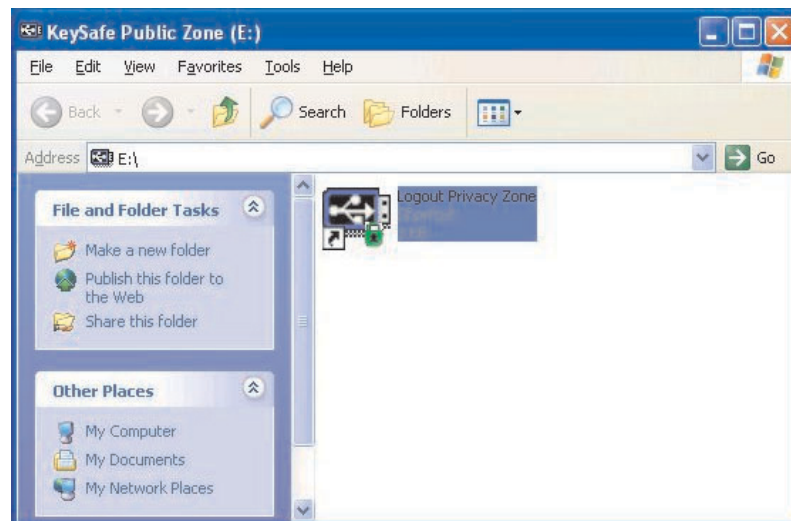 KeySafe Public Zone (E:)
File Edit View Favorites Tools Help
Back Search Folders
Address E:\ Go
File and Folder Tasks
Make a new folder
Publish this folder to
the Web
Share this folder
Other Places
My Computer
My Documents
My Network Places
Logout Privacy Zone